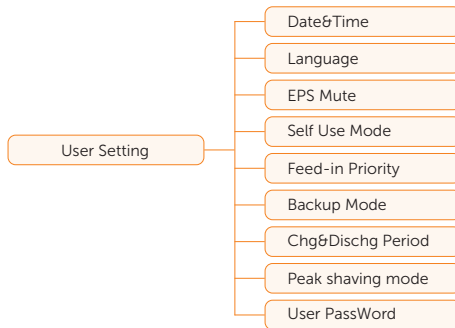 Date&Time
Language
EPS Mute
Self Use Mode
User Setting
Feed-in Priority
Backup Mode
Chg&Dischg Period
Peak shaving mode
User PassWord